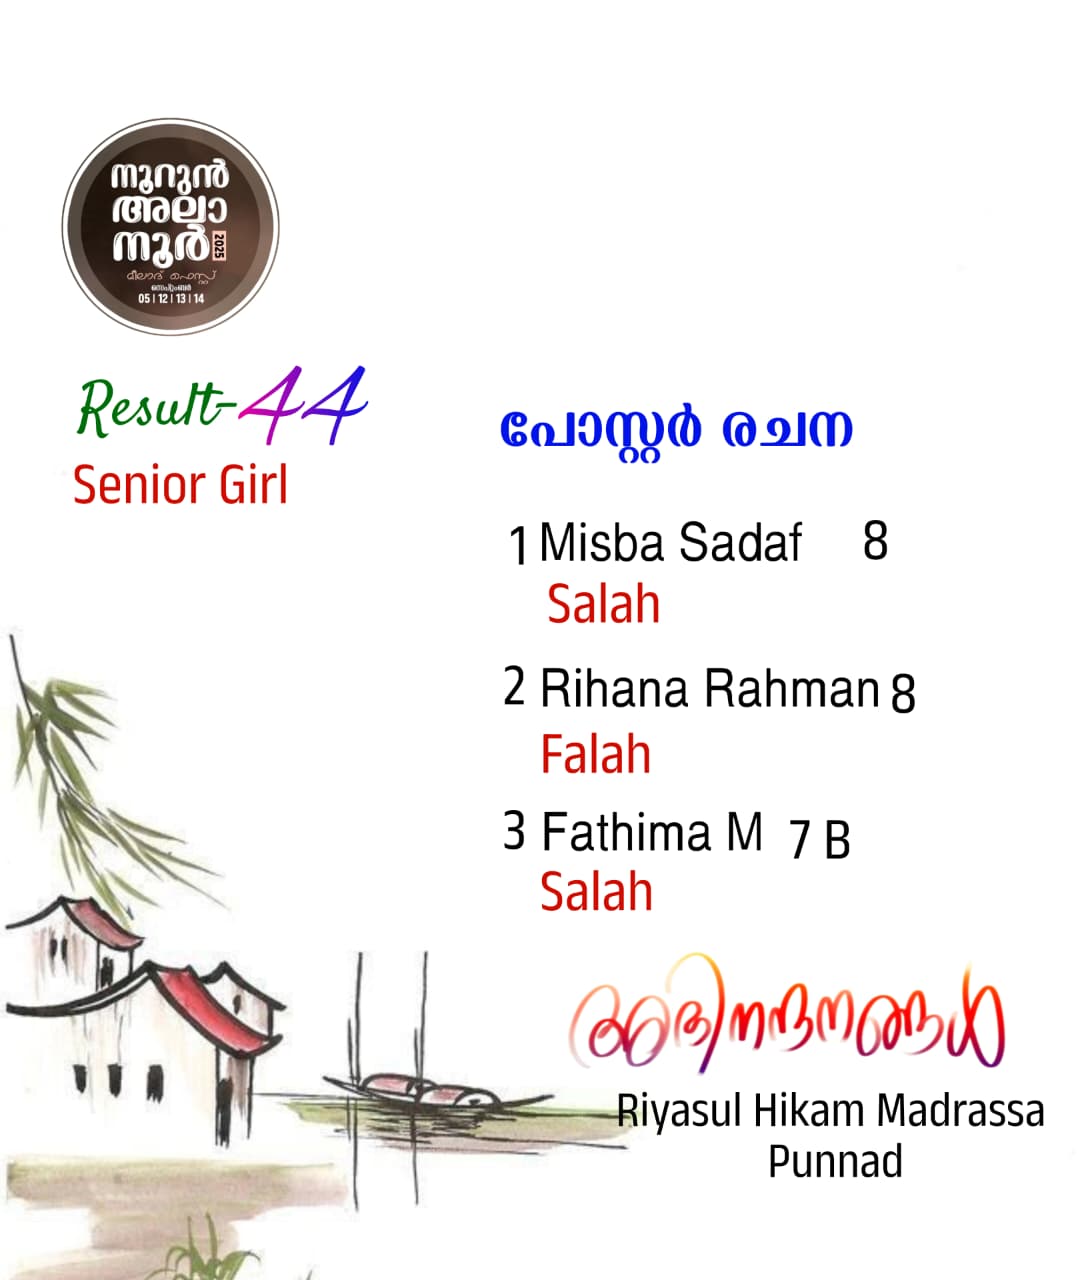 നൂറുൻ
അലാ
നൂർ 2025
മീലാദ് ഫെസ്റ്റ്
സെപ്റ്റംബർ
05 | 12 | 13 | 14
Result-44
Senior Girl
പോസ്റ്റർ രചന
1 Misba Sadaf 8
Salah
2 Rihana Rahman 8
Falah
3 Fathima M 7 B
Salah
അഭിനന്ദനങ്ങൾ
Riyasul Hikam Madrassa
Punnad